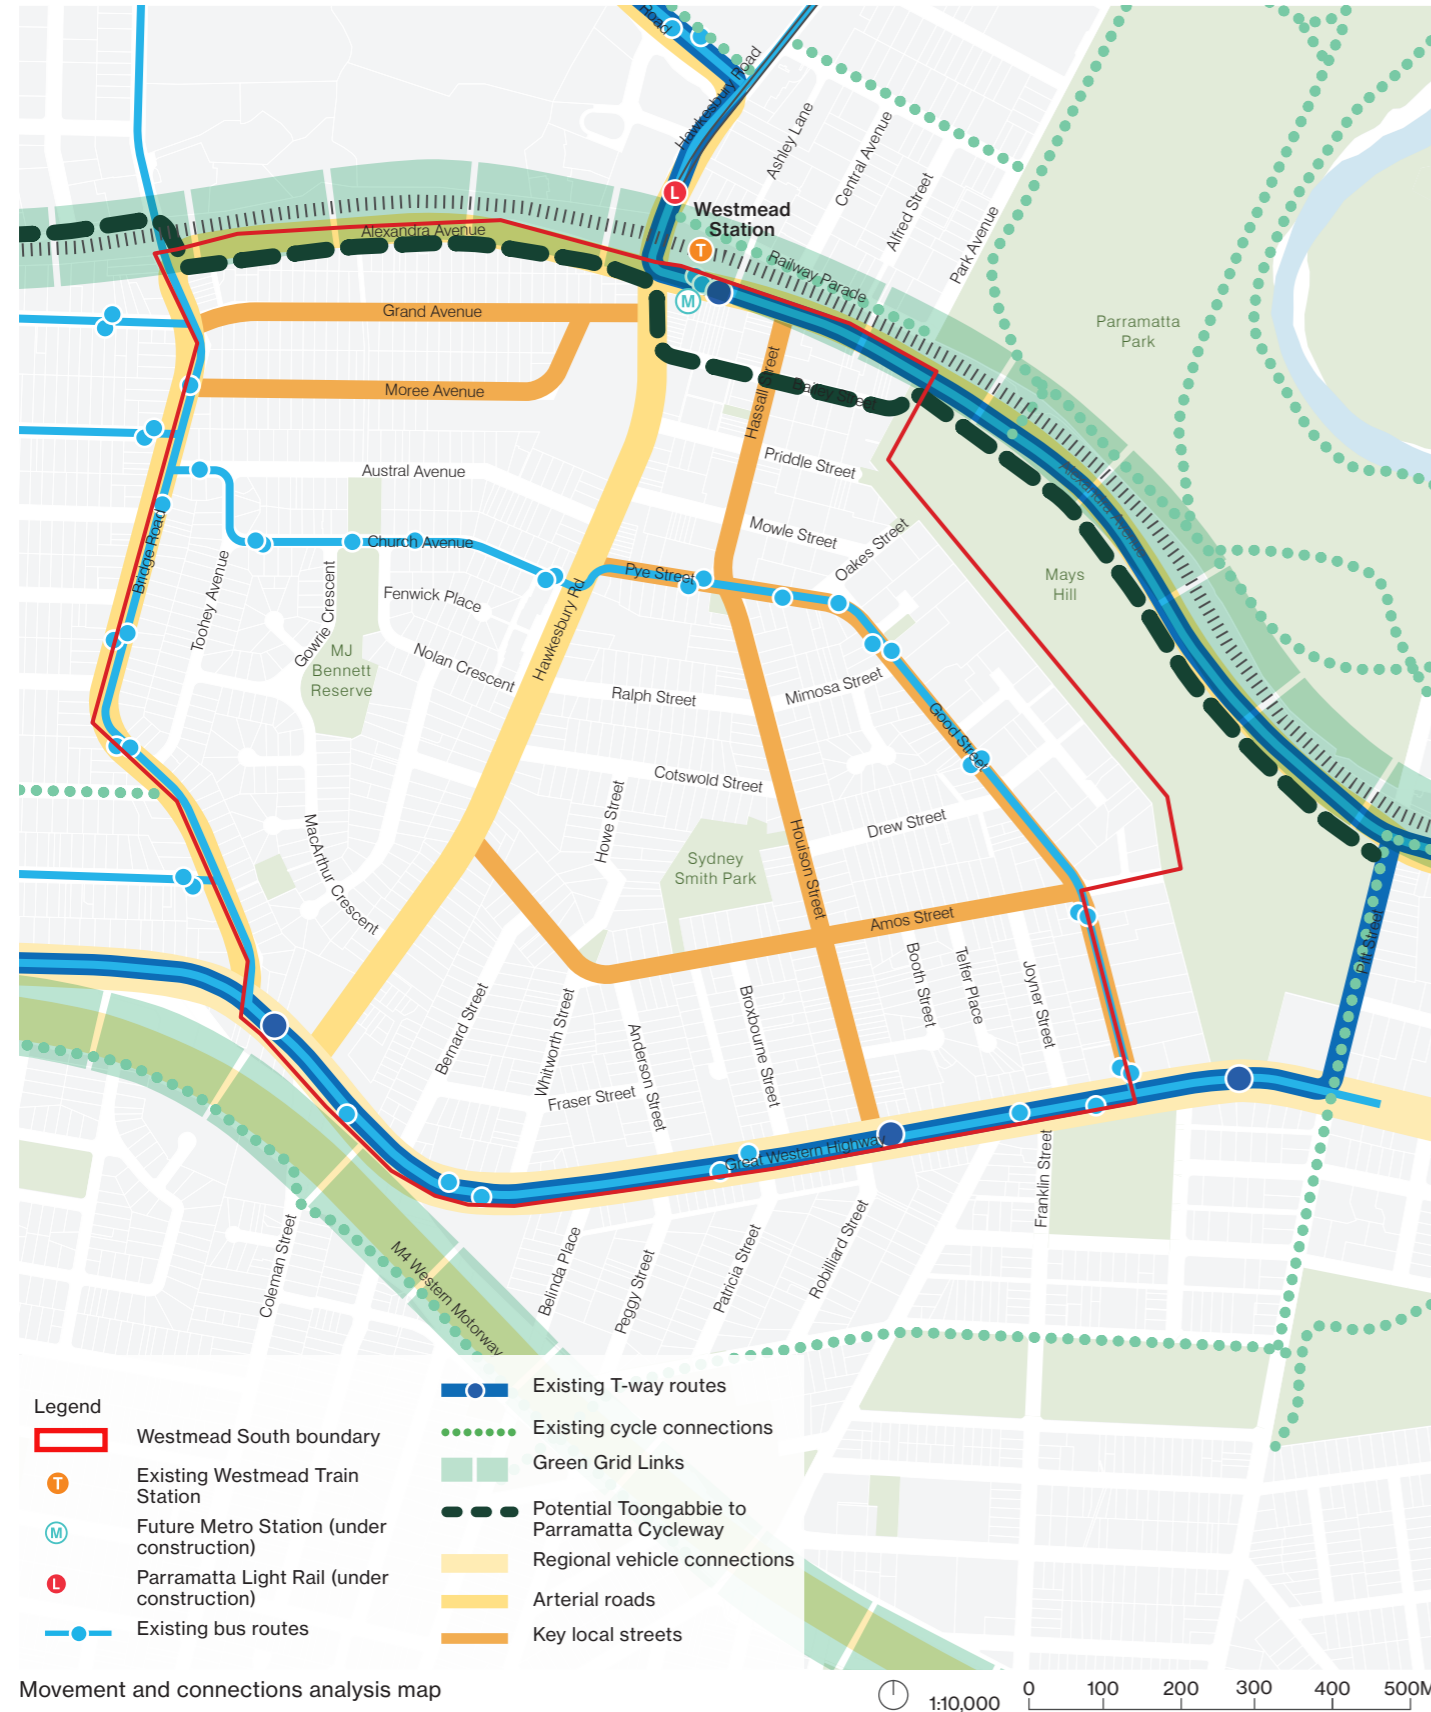 Road
Hawkesbury Road
Ashley Lane
Central Avenue
Alfred Street
Park Avenue
L
Westmead
Station
T
Alexandra Avenue
Railway Parade
M
Grand Avenue
Parramatta
Park
Moree Avenue
Hassall Street
Bailey Street
Priddle Street
Austral Avenue
Alexandra Avenue
Bridge Road
Mowle Street
Oakes Street
Church Avenue
Toohey Avenue
Pye Street
Mays
Hill
Gowrie Crescent
Fenwick Place
Hawkesbury Rd
MJ
Bennett
Reserve
Nolan Crescent
Ralph Street
Mimosa Street
Good Street
Cotswold Street
Howe Street
MacArthur Crescent
Drew Street
Houison Street
Sydney
Smith Park
Amos Street
Pitt Street
Booth Street
Telfer Place
Joyner Street
Bernard Street
Whitworth Street
Anderson Street
Broxbourne Street
Fraser Street
Great Western Highway
Franklin Street
Coleman Street
M4 Western Motorway
Belinda Place
Peggy Street
Patricia Street
Robilliard Street
Legend
Westmead South boundary
T
Existing Westmead Train
Station
M
Future Metro Station (under
construction)
L
Parramatta Light Rail (under
construction)
Existing bus routes
Existing T-way routes
Existing cycle connections
Green Grid Links
Potential Toongabbie to
Parramatta Cycleway
Regional vehicle connections
Arterial roads
Key local streets
Movement and connections analysis map
1:10,000
0 100 200 300 400 500M